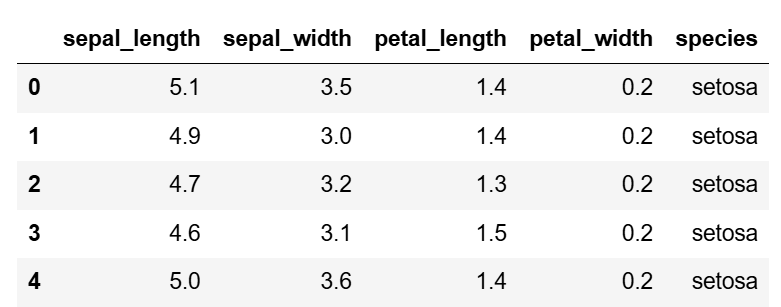 sepal_length sepal_width petal_length petal_width species
0 5.1 3.5 1.4 0.2 setosa
1 4.9 3.0 1.4 0.2 setosa
2 4.7 3.2 1.3 0.2 setosa
3 4.6 3.1 1.5 0.2 setosa
4 5.0 3.6 1.4 0.2 setosa